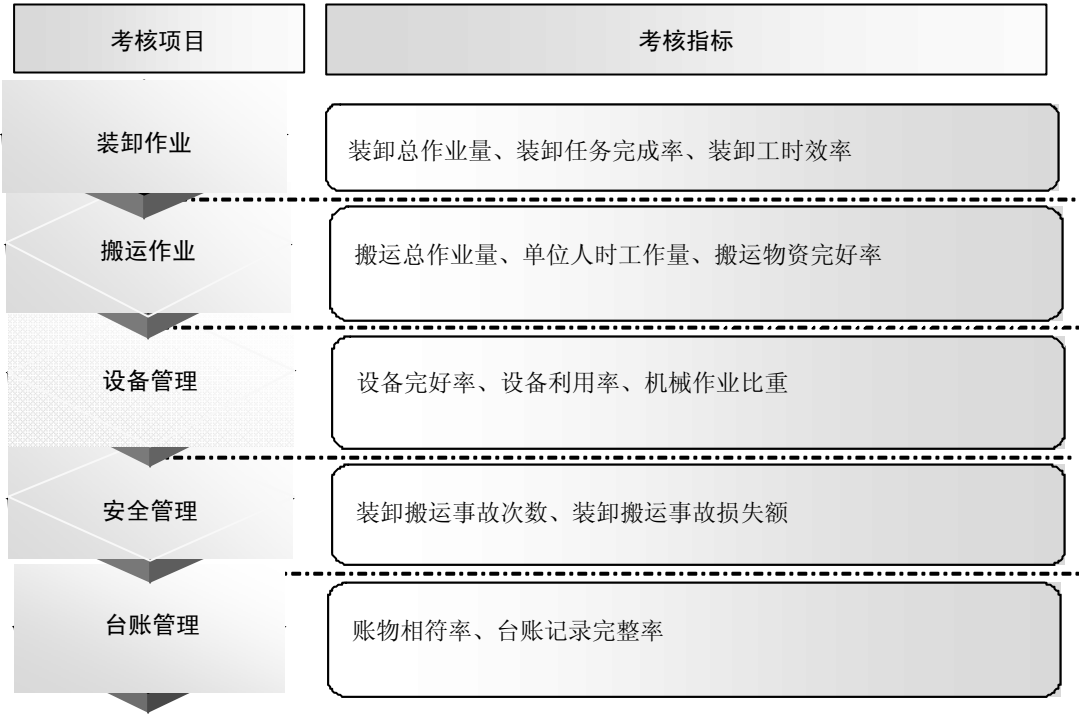 考核项目
考核指标
装卸作业
装卸总作业量、装卸任务完成率、装卸工时效率
搬运作业
搬运总作业量、单位人时工作量、搬运物资完好率
设备管理
设备完好率、设备利用率、机械作业比重
安全管理
装卸搬运事故次数、装卸搬运事故损失额
台账管理
账物相符率、台账记录完整率